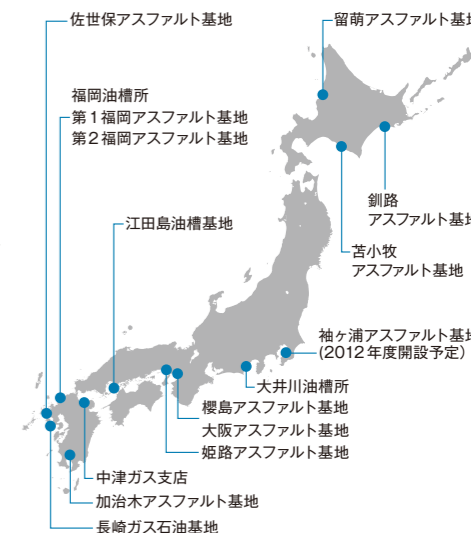 佐世保アスファルト基地
留萌アスファルト基地
福岡油槽所
第1福岡アスファルト基地
第2福岡アスファルト基地
釧路
アスファルト基地
江田島油槽基地
苫小牧
アスファルト基地
袖ヶ浦アスファルト基地
(2012年度開設予定)
大井川油槽所
櫻島アスファルト基地
大阪アスファルト基地
姫路アスファルト基地
中津ガス支店
加治木アスファルト基地
長崎ガス石油基地